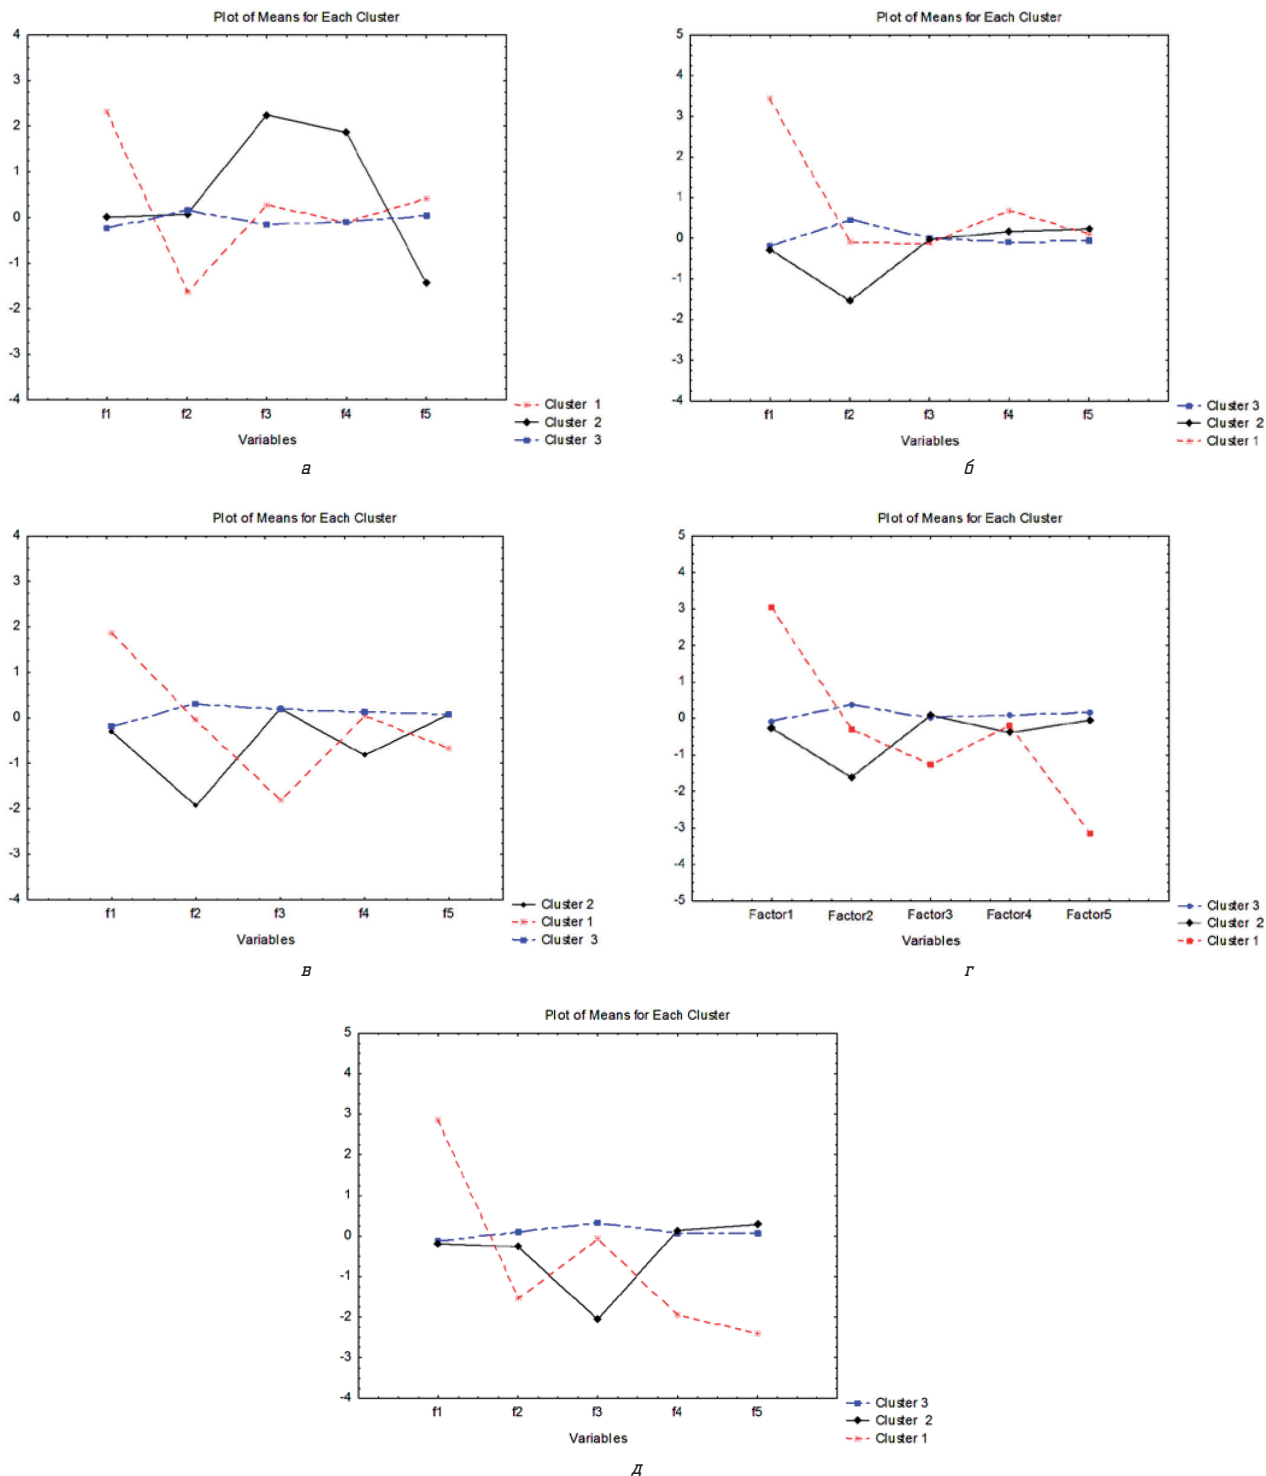 Plot of Means for Each Cluster
4
3
2
1
0
-1
-2
-3
-4
f1 f2 f3 f4 f5
Variables
Cluster 1
Cluster 2
Cluster 3
а
Plot of Means for Each Cluster
5
4
3
2
1
0
-1
-2
-3
-4
f1 f2 f3 f4 f5
Variables
Cluster 3
Cluster 2
Cluster 1
б
Plot of Means for Each Cluster
4
3
2
1
0
-1
-2
-3
-4
f1 f2 f3 f4 f5
Variables
Cluster 2
Cluster 1
Cluster 3
в
Plot of Means for Each Cluster
5
4
3
2
1
0
-1
-2
-3
-4
-5
Factor1 Factor2 Factor3 Factor4 Factor5
Variables
Cluster 3
Cluster 2
Cluster 1
г
Plot of Means for Each Cluster
5
4
3
2
1
0
-1
-2
-3
-4
f1 f2 f3 f4 f5
Variables
Cluster 3
Cluster 2
Cluster 1
д